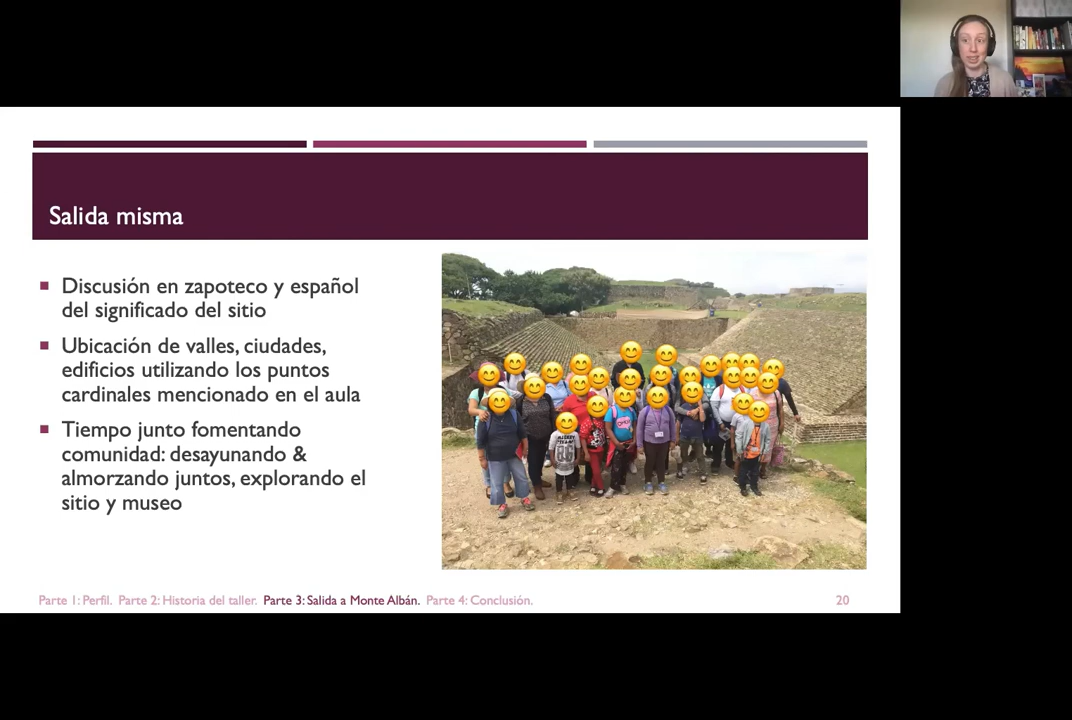 Salida misma
Discusión en zapoteco y español
del significado del sitio
Ubicación de valles, ciudades,
edificios utilizando los puntos
cardinales mencionado en el aula
Tiempo junto fomentando
comunidad: desayunando &
almorzando juntos, explorando el
sitio y museo
Parte 1: Perfil. Parte 2: Historia del taller. Parte 3: Salida a Monte Albán. Parte 4: Conclusión.
20